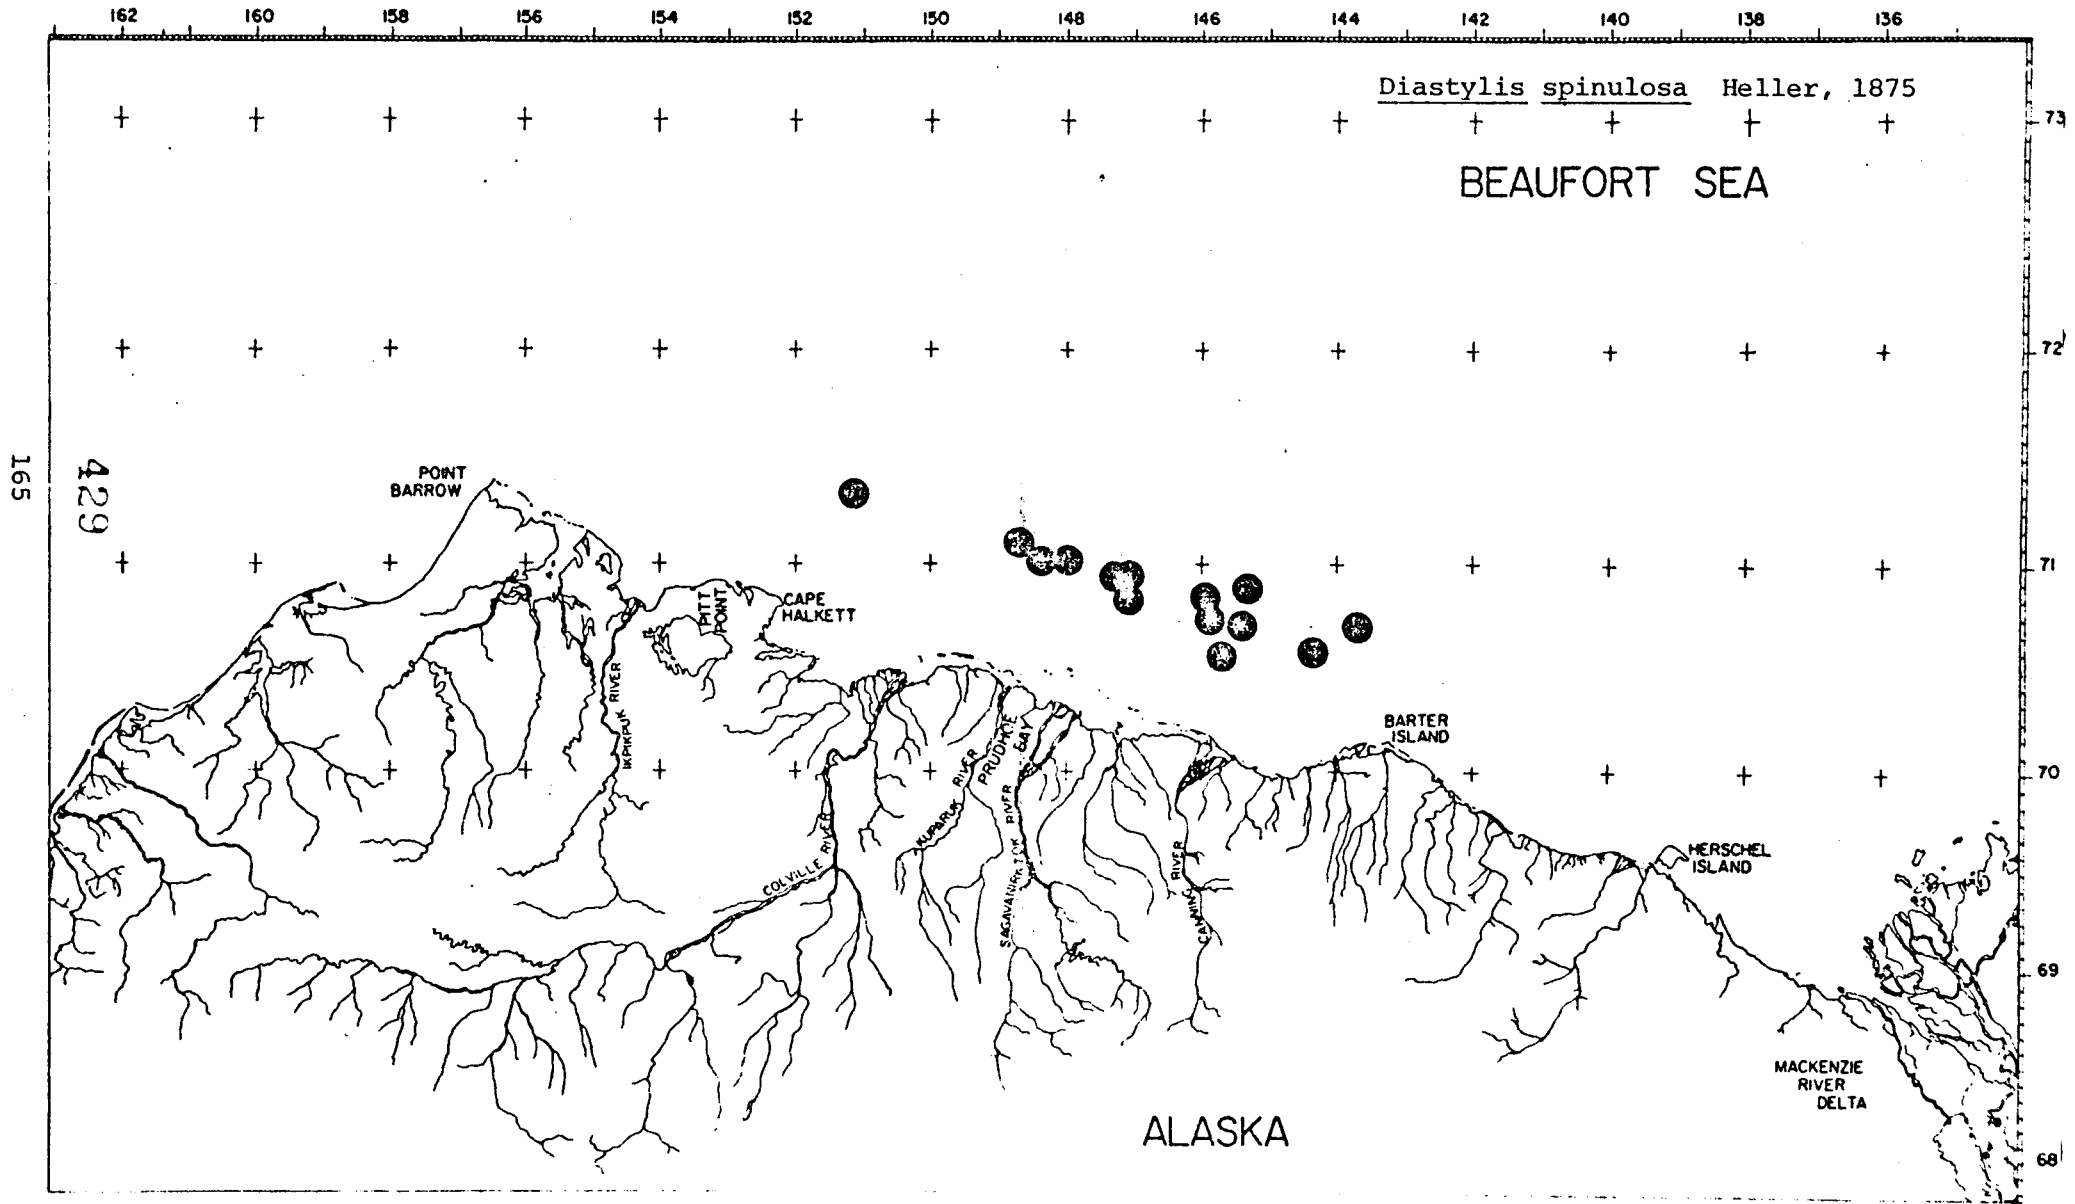 162 160 158 156 154 152 150 148 146 144 142 140 138 136
Diastylis spinulosa Heller, 1875
73
BEAUFORT SEA
72
165
429
POINT
BARROW
71
PITT
POINT
CAPE
HALKETT
IKPIKPUK RIVER
BARTER
ISLAND
PRUDHOE
BAY
KUPARUK RIVER
70
COLVILLE RIVER
SAGAVANIRKTOK RIVER
CANNING RIVER
HERSCHEL
ISLAND
69
MACKENZIE
RIVER
DELTA
ALASKA
68